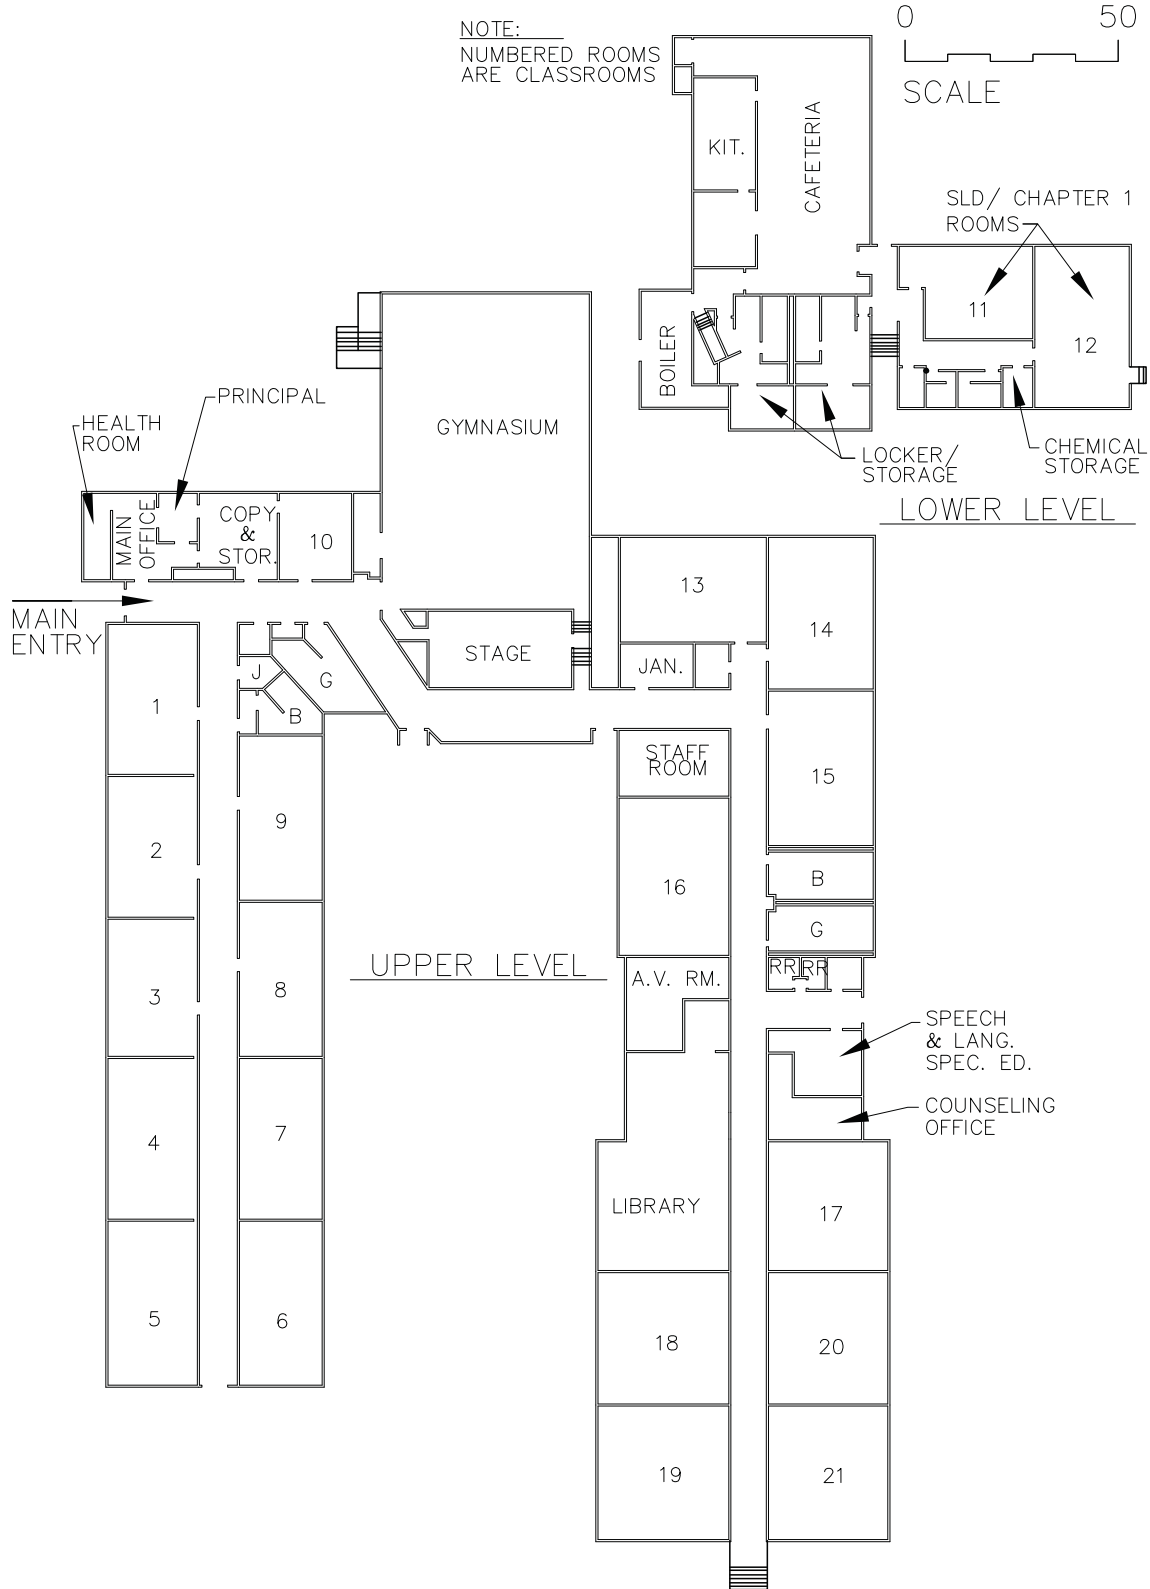 NOTE:
NUMBERED ROOMS
ARE CLASSROOMS
0 50
SCALE
KIT.
CAFETERIA
SLD/ CHAPTER 1
ROOMS
11
12
BOILER
LOCKER/
STORAGE
CHEMICAL
STORAGE
LOWER LEVEL
PRINCIPAL
HEALTH
ROOM
GYMNASIUM
MAIN
OFFICE
COPY
&
STOR.
10
MAIN
ENTRY
13
14
STAGE
JAN.
1
J
G
B
STAFF
ROOM
15
2
9
16
B
G
UPPER LEVEL
A.V. RM.
RR
RR
3
8
SPEECH
& LANG.
SPEC. ED.
COUNSELING
OFFICE
4
7
LIBRARY
17
5
6
18
20
19
21